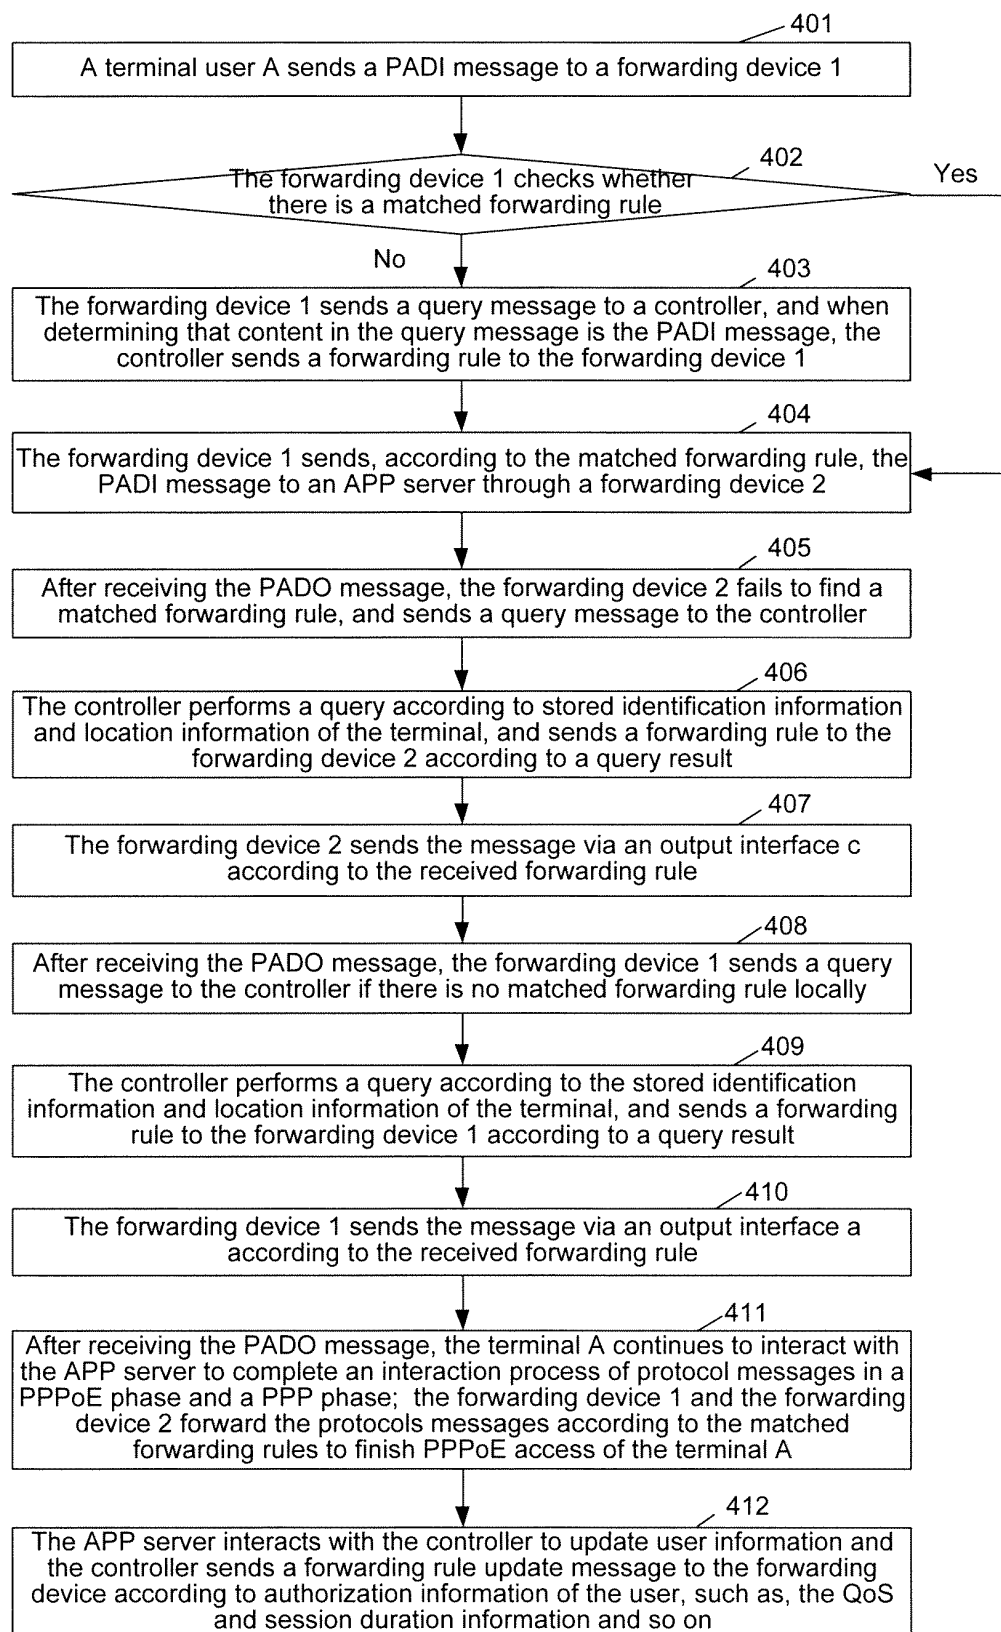 401
A terminal user A sends a PADI message to a forwarding device 1
402
Yes
The forwarding device 1 checks whether
there is a matched forwarding rule
No
403
The forwarding device 1 sends a query message to a controller, and when
determining that content in the query message is the PADI message, the
controller sends a forwarding rule to the forwarding device 1
404
The forwarding device 1 sends, according to the matched forwarding rule, the
PADI message to an APP server through a forwarding device 2
405
After receiving the PADO message, the forwarding device 2 fails to find a
matched forwarding rule, and sends a query message to the controller
406
The controller performs a query according to stored identification information
and location information of the terminal, and sends a forwarding rule to the
forwarding device 2 according to a query result
407
The forwarding device 2 sends the message via an output interface c
according to the received forwarding rule
408
After receiving the PADO message, the forwarding device 1 sends a query
message to the controller if there is no matched forwarding rule locally
409
The controller performs a query according to the stored identification
information and location information of the terminal, and sends a forwarding
rule to the forwarding device 1 according to a query result
410
The forwarding device 1 sends the message via an output interface a
according to the received forwarding rule
411
After receiving the PADO message, the terminal A continues to interact with
the APP server to complete an interaction process of protocol messages in a
PPPoE phase and a PPP phase; the forwarding device 1 and the forwarding
device 2 forward the protocols messages according to the matched
forwarding rules to finish PPPoE access of the terminal A
412
The APP server interacts with the controller to update user information and
the controller sends a forwarding rule update message to the forwarding
device according to authorization information of the user, such as, the QoS
and session duration information and so on